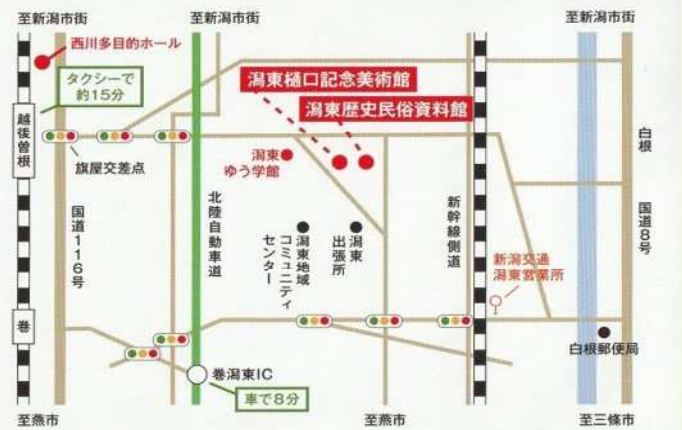 至新潟市街
至新潟市街
至新潟市街
西川多目的ホール
タクシーで
約15分
潟東樋口記念美術館
潟東歴史民俗資料館
越後曽根
旗屋交差点
潟東
ゆう学館
白根
国道116号
北陸自動車道
潟東地域
コミュニティ
センター
潟東
出張所
新幹線側道
国道8号
新潟交通
潟東営業所
巻
白根郵便局
巻潟東IC
車で8分
至燕市
至燕市
至三條市